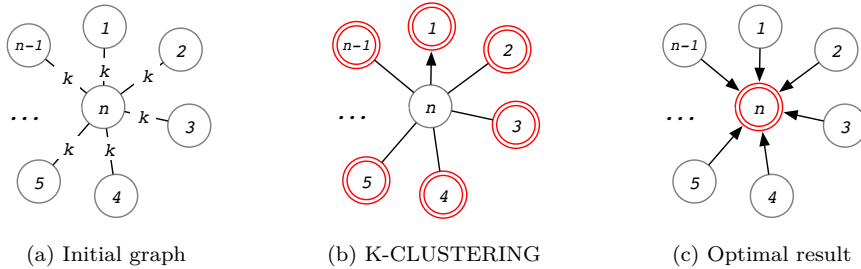 1
n-1
2
k
k
k
n
k
3
...
k
k
5
4
(a) Initial graph
1
n-1
2
n
3
...
5
4
(b) K-CLUSTERING
1
n-1
2
n
3
...
5
4
(c) Optimal result